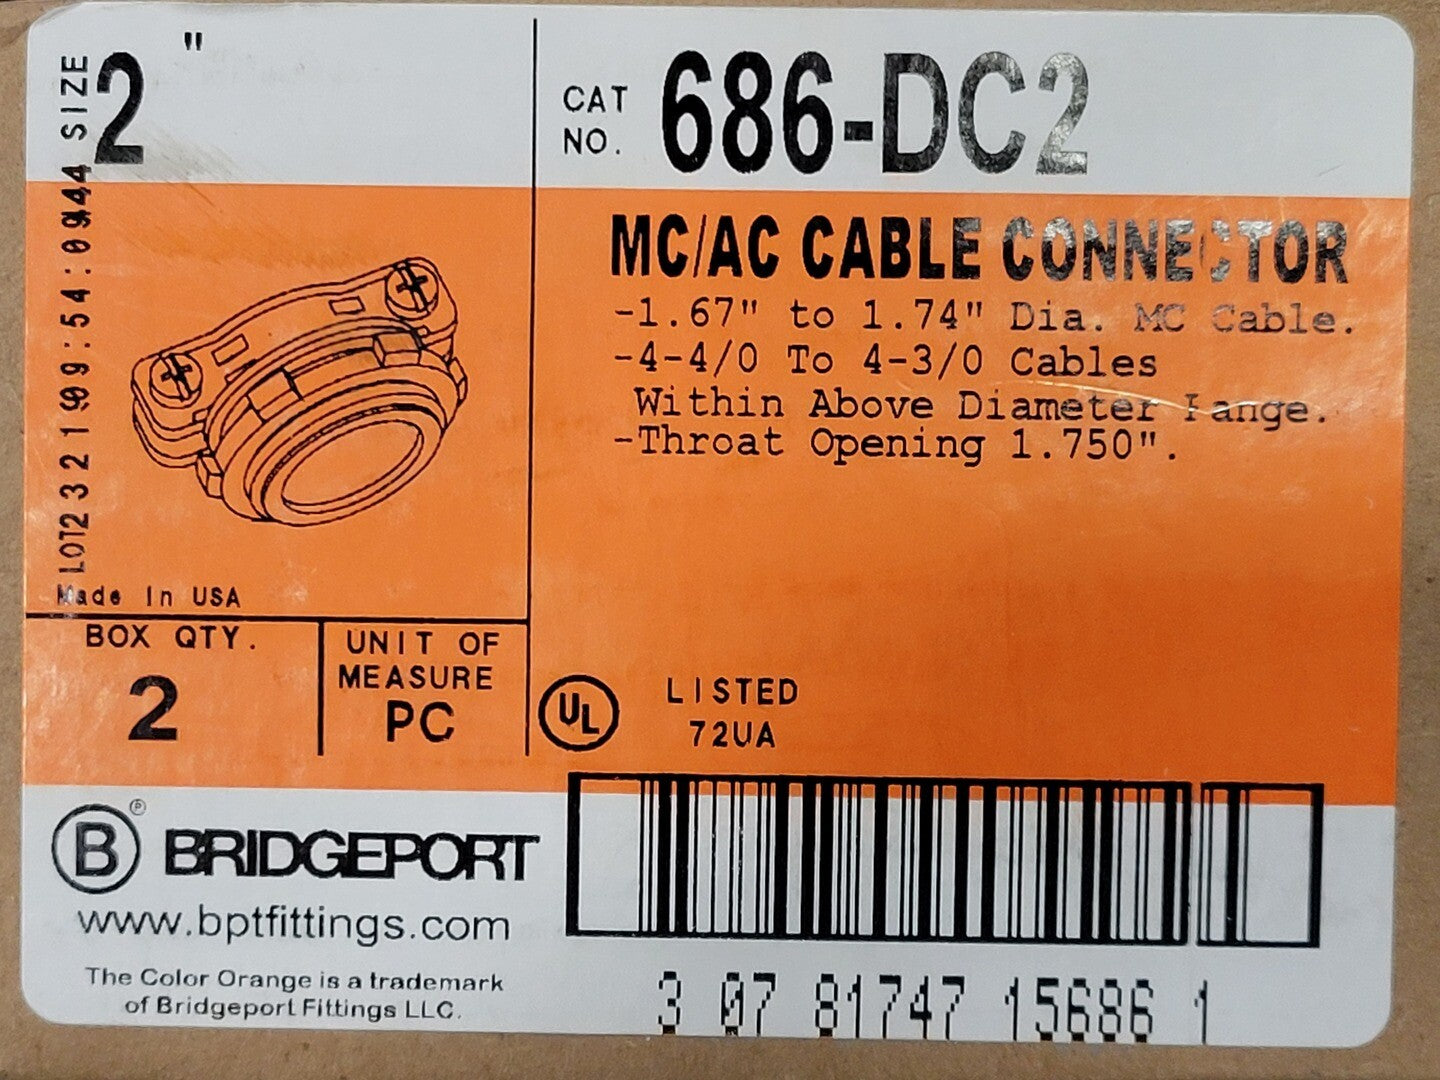 SIZE 2"
CAT NO. 686-DC2
MC/AC CABLE CONNECTOR
-1.67" to 1.74" Dia. MC Cable.
-4-4/0 To 4-3/0 Cables
Within Above Diameter
-Throat Opening 1.750".
Made In USA
BOX QTY.
2
UNIT OF
MEASURE
PC
UL
LISTED
72UA
B BRIDGEPORT
www.bptfittings.com
The Color Orange is a trademark
of Bridgeport Fittings LLC.
3 07 81747 15686 1